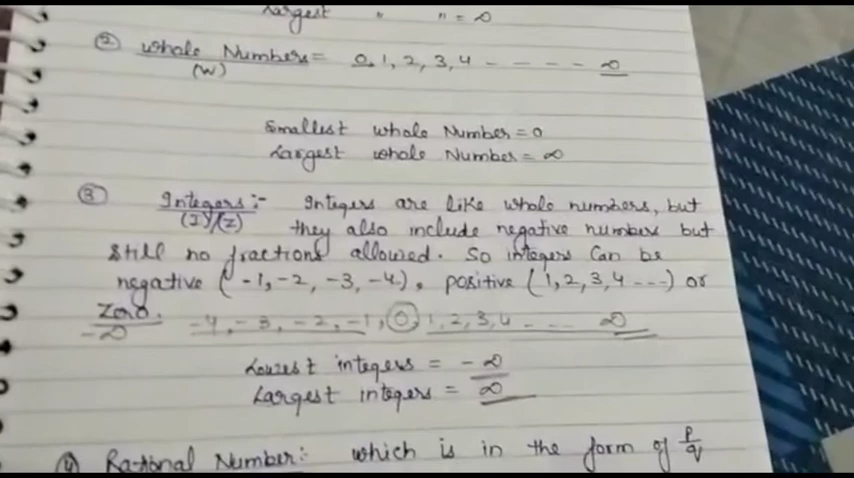 Largest " " = ∞
② Whole Numbers = 0, 1, 2, 3, 4 - - - - ∞
(W)
Smallest whole Number = 0
Largest whole Number = ∞
③ Integers :- Integers are like whole numbers, but
(I)/(Z) they also include negative numbers but
still no fractions allowed. So integers can be
negative (-1, -2, -3, -4.), positive (1, 2, 3, 4 ----) or
Zero.
-∞ -4, -3, -2, -1, 0, 1, 2, 3, 4 - - - - ∞
Lowest integers = -∞
Largest integers = ∞
④ Rational Number :- which is in the form of p/q